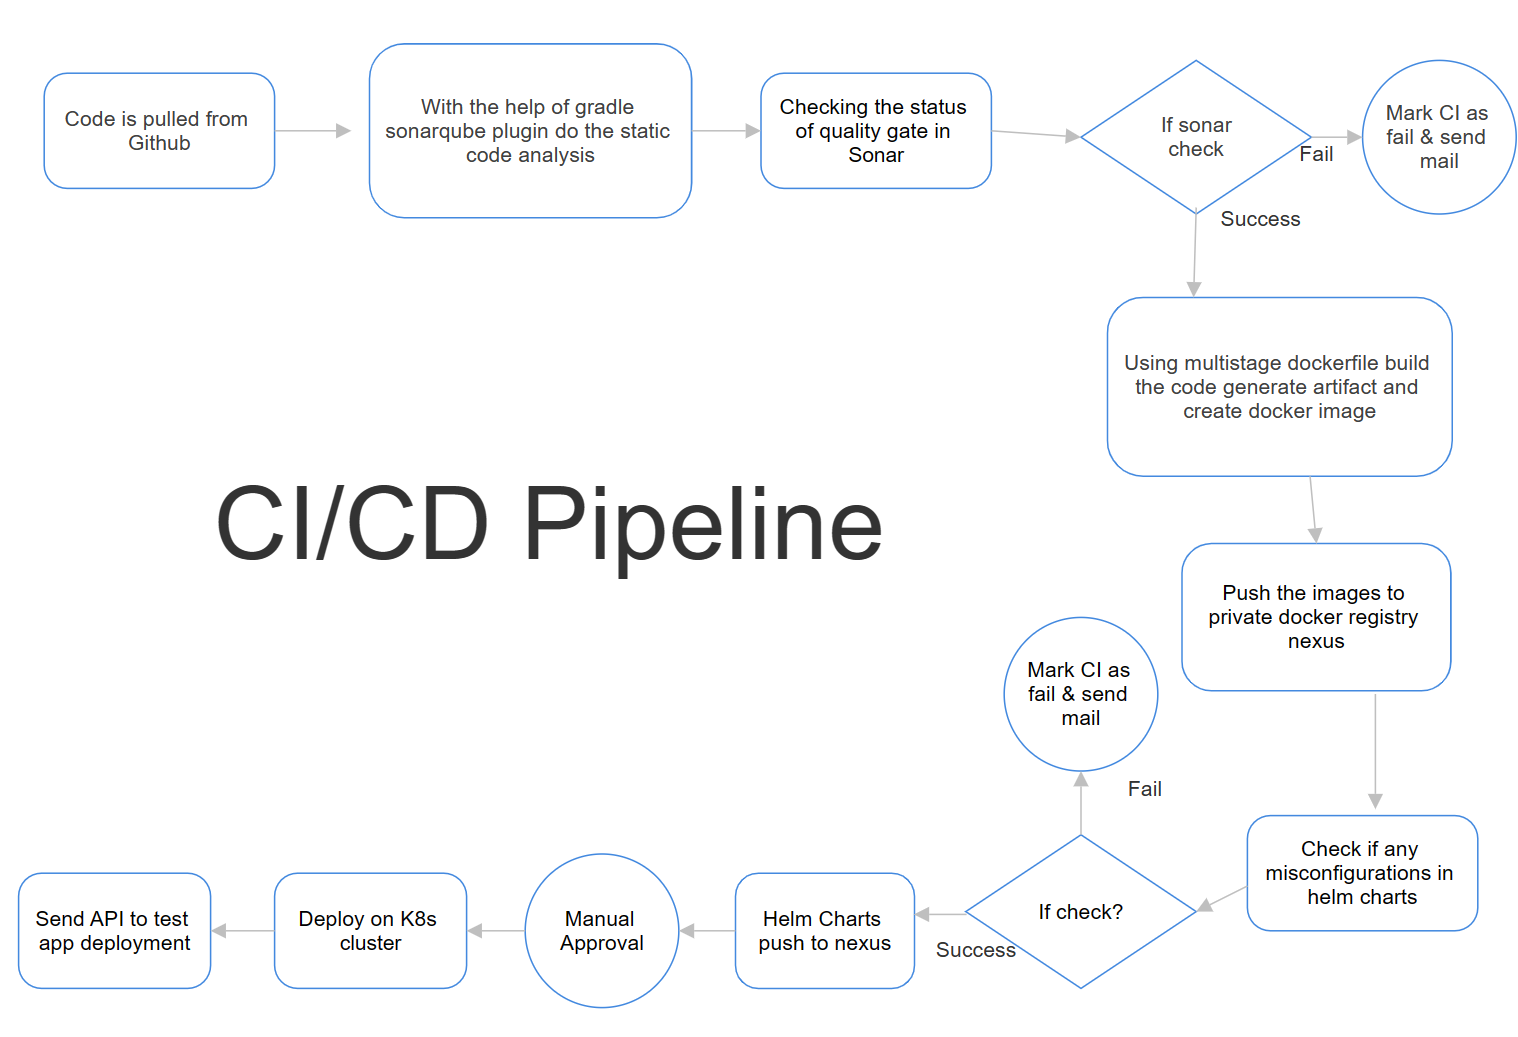 Code is pulled from
Github
With the help of gradle
sonarqube plugin do the static
code analysis
Checking the status
of quality gate in
Sonar
If sonar
check
Fail
Mark CI as
fail & send
mail
Success
Using multistage dockerfile build
the code generate artifact and
create docker image
CI/CD Pipeline
Push the images to
private docker registry
nexus
Mark CI as
fail & send
mail
Fail
Check if any
misconfigurations in
helm charts
If check?
Success
Helm Charts
push to nexus
Manual
Approval
Deploy on K8s
cluster
Send API to test
app deployment